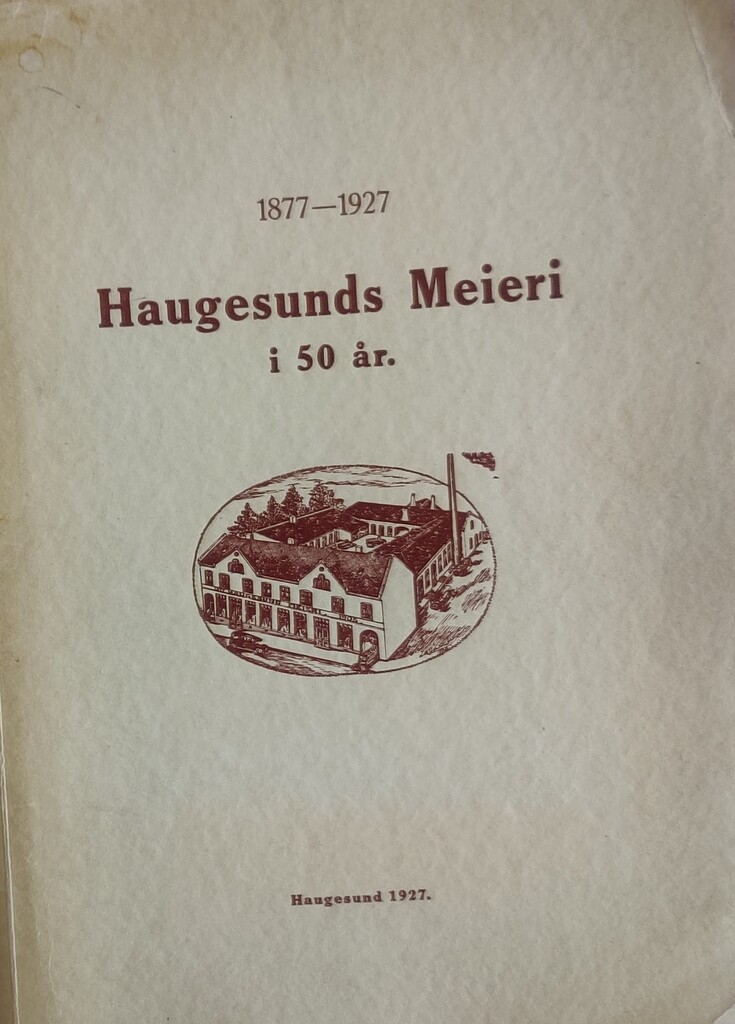 1877—1927
Haugesunds Meieri
i 50 år.
Haugesund 1927.